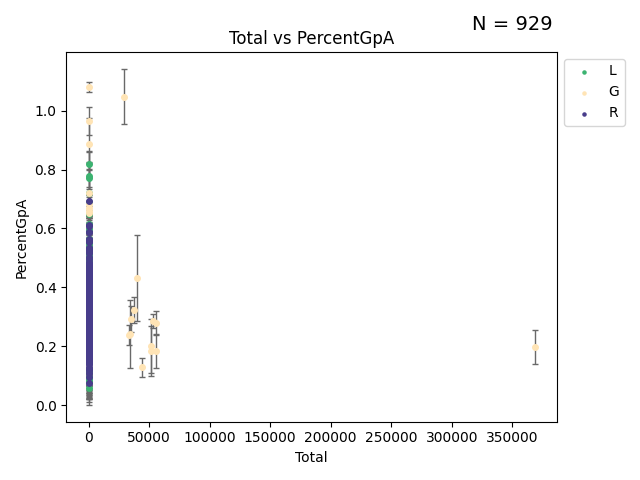 N = 929
Total vs PercentGpA
L
G
R
PercentGpA
1.0
0.8
0.6
0.4
0.2
0.0
0 50000 100000 150000 200000 250000 300000 350000
Total